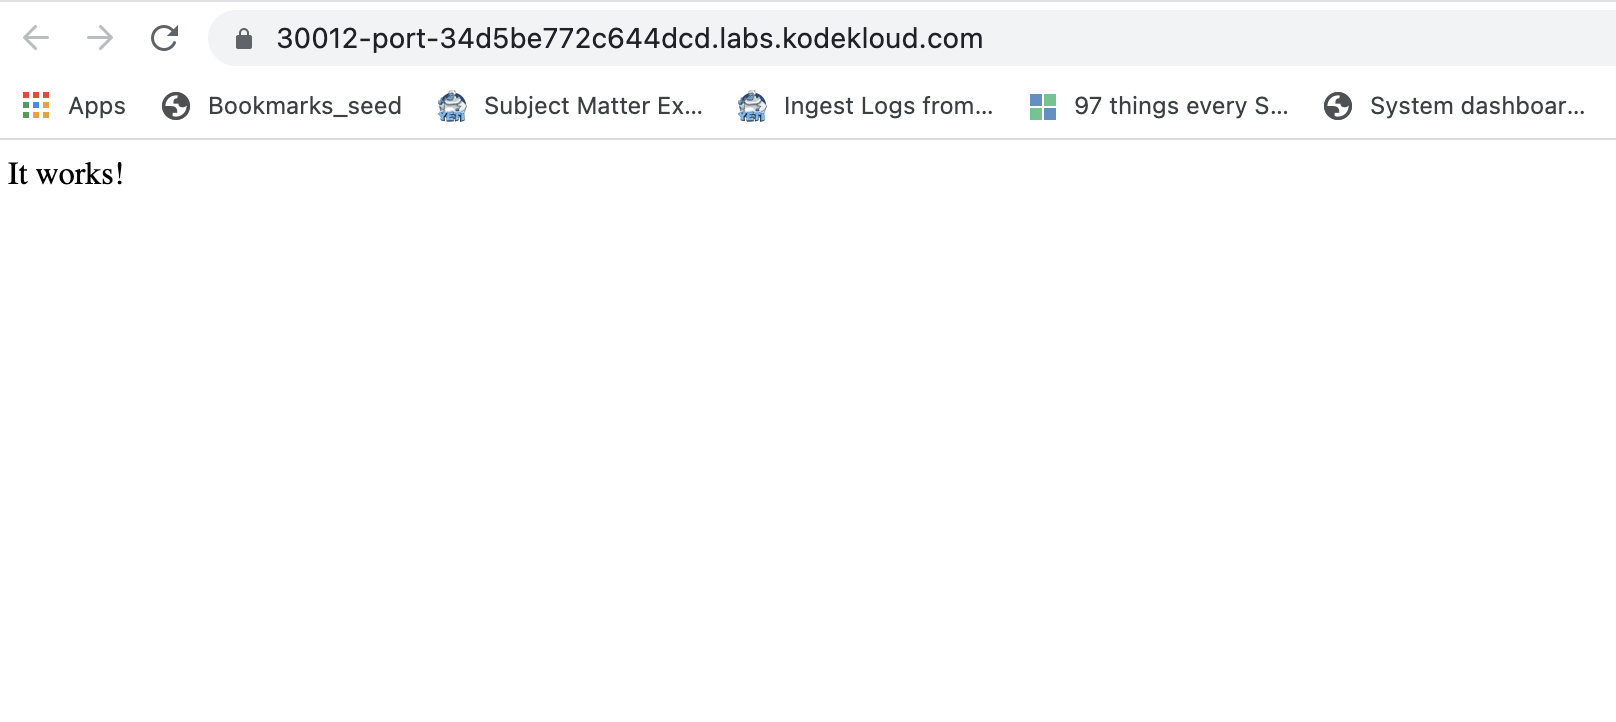 30012-port-34d5be772c644dcd.labs.kodekloud.com
Apps Bookmarks_seed Subject Matter Ex... Ingest Logs from... 97 things every S... System dashboar...
It works!